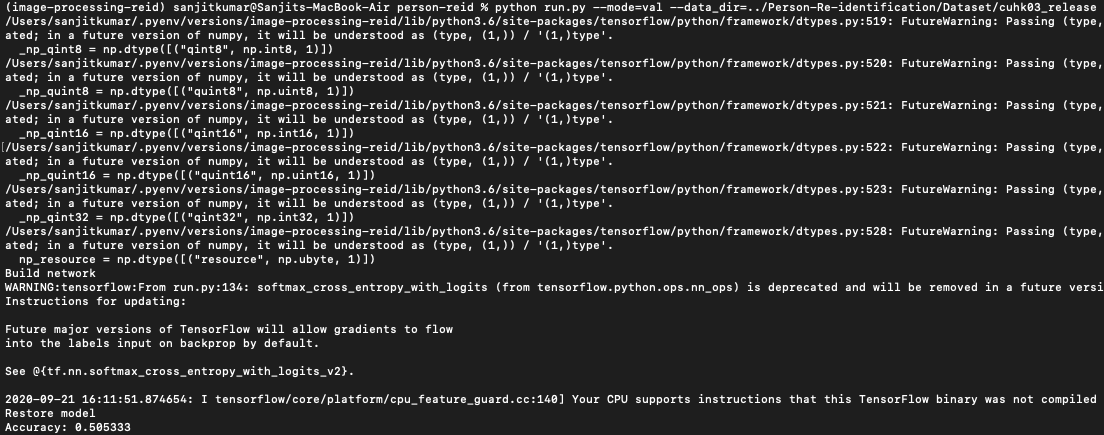 (image-processing-reid) sanjitkumar@Sanjits-MacBook-Air person-reid % python run.py --mode=val --data_dir=../Person-Re-identification/Dataset/cuhk03_release
/Users/sanjitkumar/.pyenv/versions/image-processing-reid/lib/python3.6/site-packages/tensorflow/python/framework/dtypes.py:519: FutureWarning: Passing (type,
ated; in a future version of numpy, it will be understood as (type, (1,)) / '(1,)type'.
  _np_qint8 = np.dtype([("qint8", np.int8, 1)])
/Users/sanjitkumar/.pyenv/versions/image-processing-reid/lib/python3.6/site-packages/tensorflow/python/framework/dtypes.py:520: FutureWarning: Passing (type,
ated; in a future version of numpy, it will be understood as (type, (1,)) / '(1,)type'.
  _np_quint8 = np.dtype([("quint8", np.uint8, 1)])
/Users/sanjitkumar/.pyenv/versions/image-processing-reid/lib/python3.6/site-packages/tensorflow/python/framework/dtypes.py:521: FutureWarning: Passing (type,
ated; in a future version of numpy, it will be understood as (type, (1,)) / '(1,)type'.
  _np_qint16 = np.dtype([("qint16", np.int16, 1)])
[/Users/sanjitkumar/.pyenv/versions/image-processing-reid/lib/python3.6/site-packages/tensorflow/python/framework/dtypes.py:522: FutureWarning: Passing (type,
ated; in a future version of numpy, it will be understood as (type, (1,)) / '(1,)type'.
  _np_quint16 = np.dtype([("quint16", np.uint16, 1)])
/Users/sanjitkumar/.pyenv/versions/image-processing-reid/lib/python3.6/site-packages/tensorflow/python/framework/dtypes.py:523: FutureWarning: Passing (type,
ated; in a future version of numpy, it will be understood as (type, (1,)) / '(1,)type'.
  _np_qint32 = np.dtype([("qint32", np.int32, 1)])
/Users/sanjitkumar/.pyenv/versions/image-processing-reid/lib/python3.6/site-packages/tensorflow/python/framework/dtypes.py:528: FutureWarning: Passing (type,
ated; in a future version of numpy, it will be understood as (type, (1,)) / '(1,)type'.
  np_resource = np.dtype([("resource", np.ubyte, 1)])
Build network
WARNING:tensorflow:From run.py:134: softmax_cross_entropy_with_logits (from tensorflow.python.ops.nn_ops) is deprecated and will be removed in a future versi
Instructions for updating:

Future major versions of TensorFlow will allow gradients to flow
into the labels input on backprop by default.

See @{tf.nn.softmax_cross_entropy_with_logits_v2}.

2020-09-21 16:11:51.874654: I tensorflow/core/platform/cpu_feature_guard.cc:140] Your CPU supports instructions that this TensorFlow binary was not compiled
Restore model
Accuracy: 0.505333